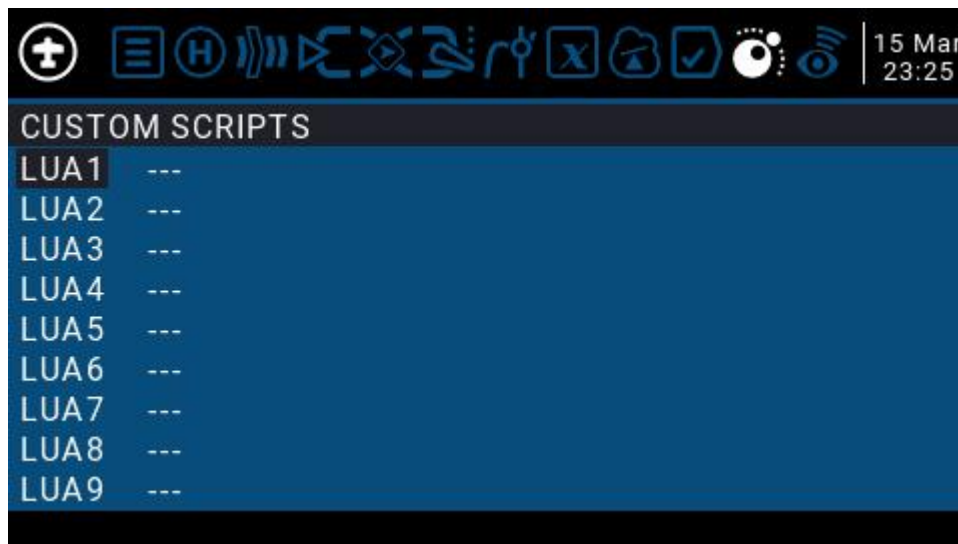 15 Mar
23:25
CUSTOM SCRIPTS
LUA1 ---
LUA2 ---
LUA3 ---
LUA4 ---
LUA5 ---
LUA6 ---
LUA7 ---
LUA8 ---
LUA9 ---